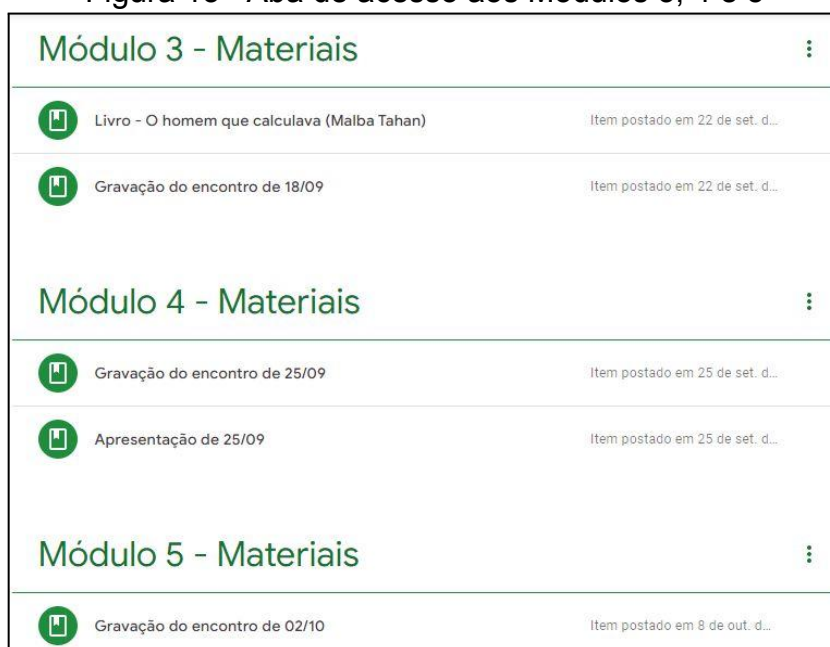 Módulo 3 - Materiais
Livro - O homem que calculava (Malba Tahan) Item postado em 22 de set. d...
Gravação do encontro de 18/09 Item postado em 22 de set. d...
Módulo 4 - Materiais
Gravação do encontro de 25/09 Item postado em 25 de set. d...
Apresentação de 25/09 Item postado em 25 de set. d...
Módulo 5 - Materiais
Gravação do encontro de 02/10 Item postado em 8 de out. d...